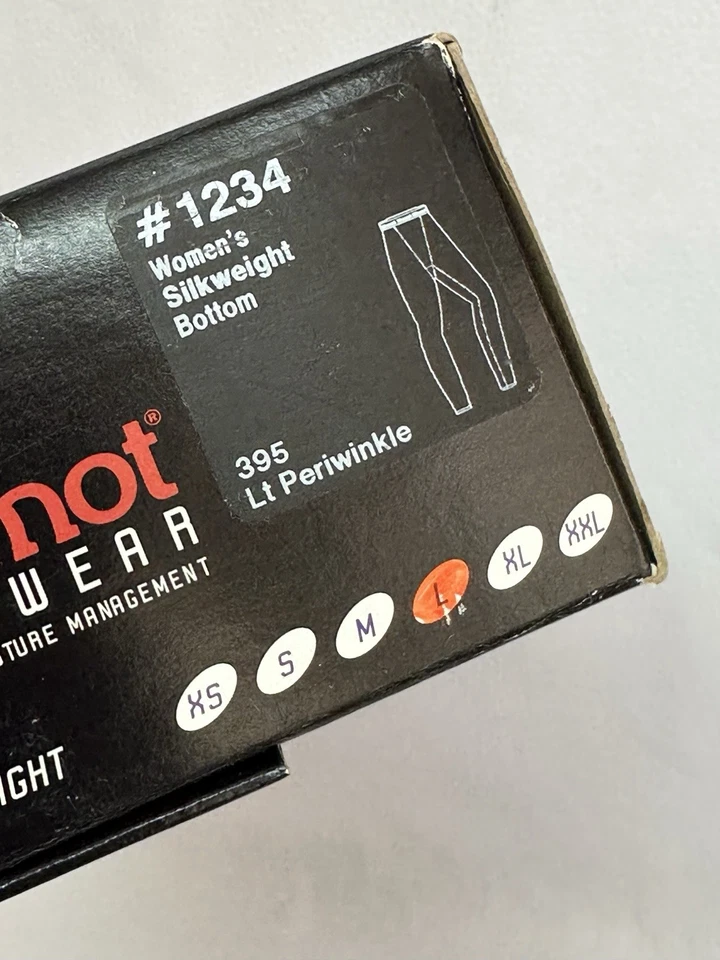 #1234
Women's
Silkweight
Bottom
395
Lt Periwinkle
not®
WEAR
TURE MANAGEMENT
XS S M L XL XXL
IGHT